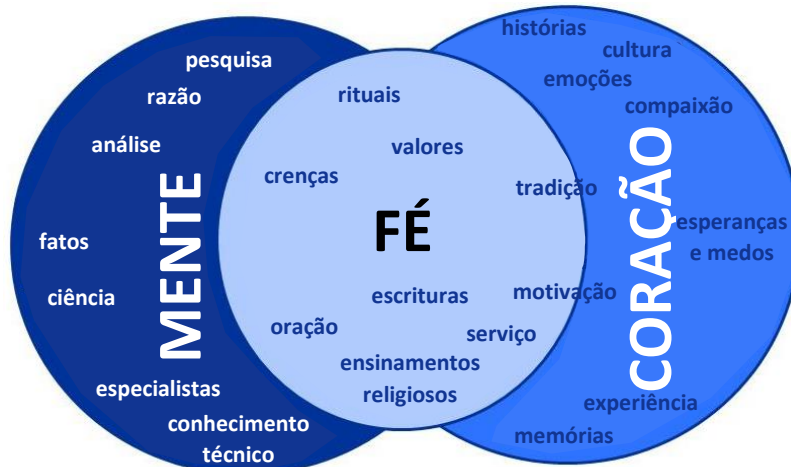 pesquisa
razão
análise
MENTE
fatos
ciência
especialistas
conhecimento
técnico
rituais
valores
crenças
FÉ
escrituras
oração
serviço
ensinamentos
religiosos
tradição
motivação
histórias
cultura
emoções
compaixão
CORAÇÃO
esperanças
e medos
experiência
memórias